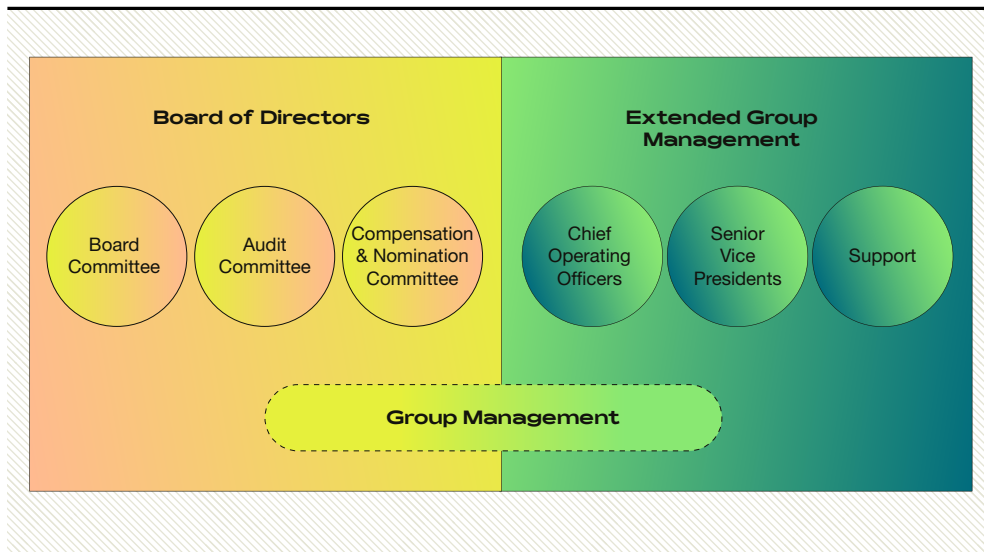 Board of Directors
Board
Committee
Audit
Committee
Compensation
& Nomination
Committee
Extended Group
Management
Chief
Operating
Officers
Senior
Vice
Presidents
Support
Group Management